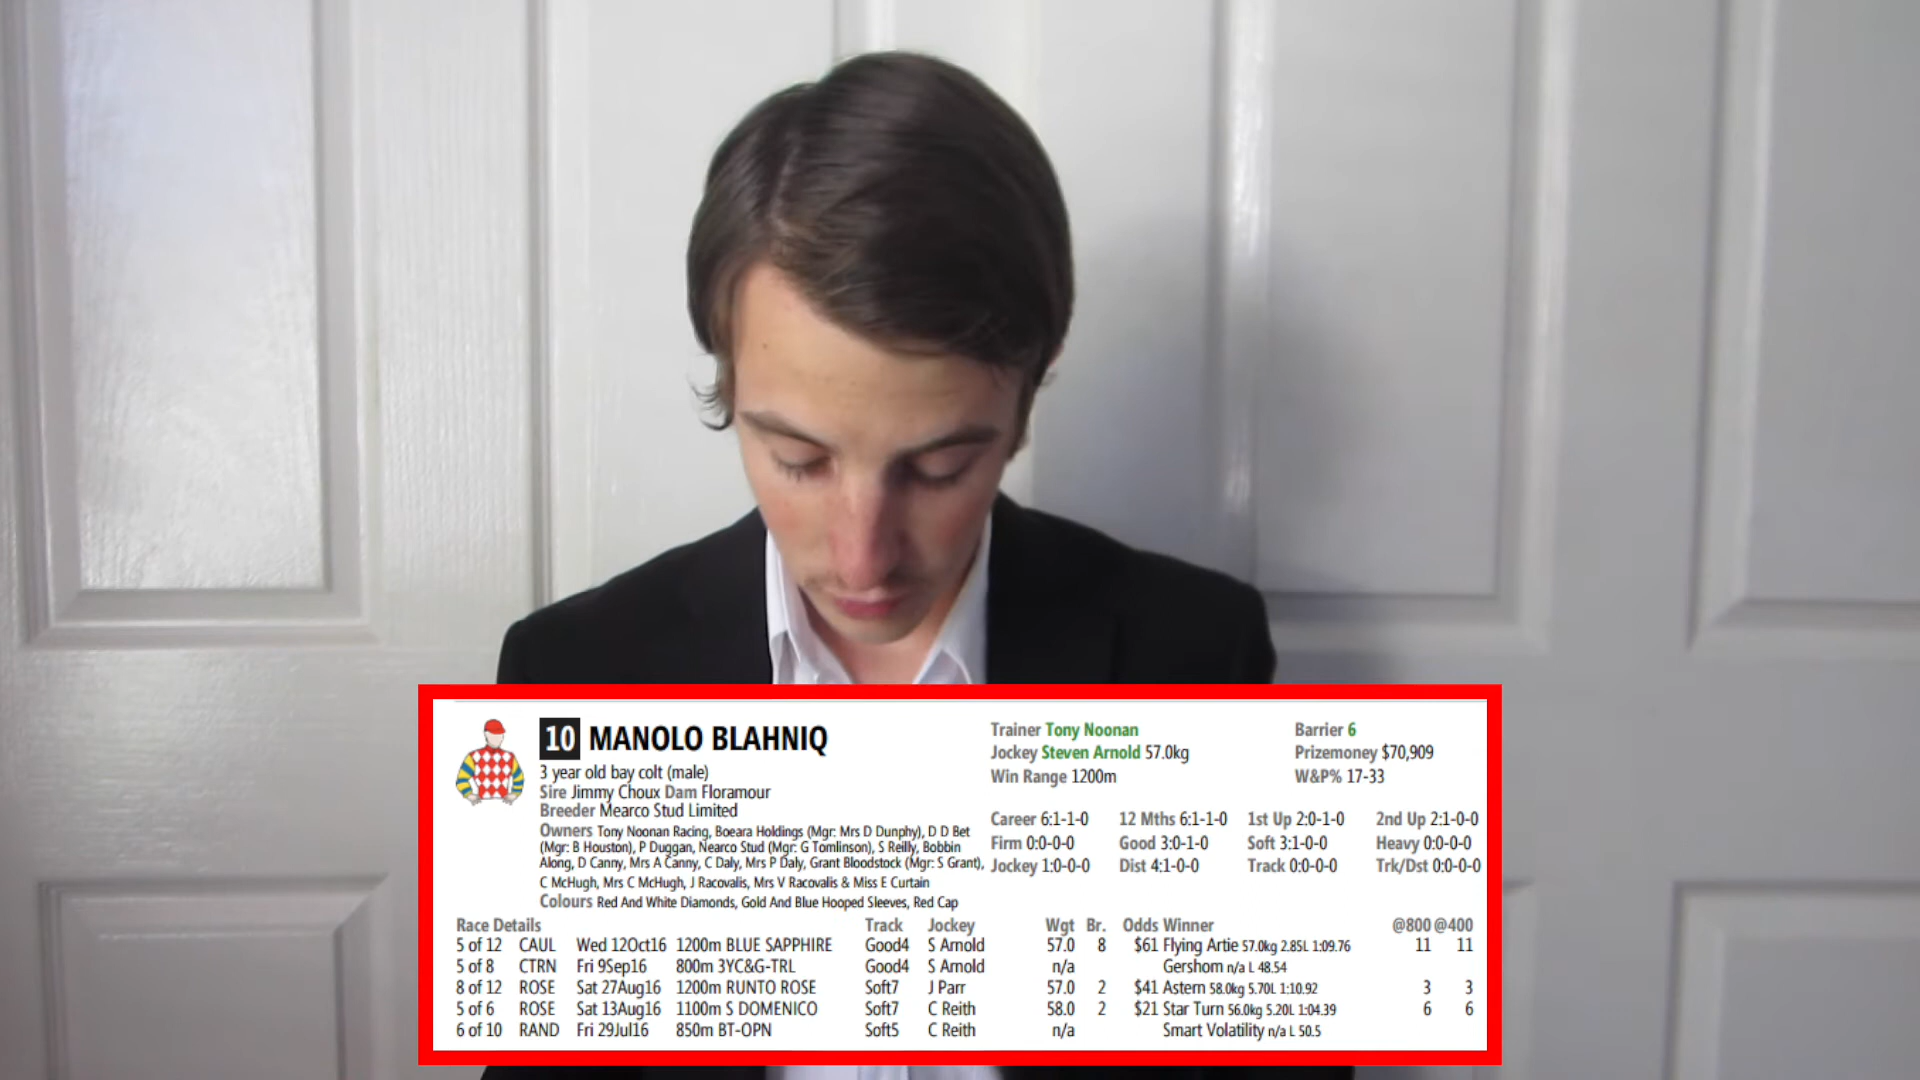 10 MANOLO BLAHNIQ
3 year old bay colt (male)
Sire Jimmy Choux Dam Floramour
Breeder Mearco Stud Limited
Owners Tony Noonan Racing, Boeara Holdings (Mgr: Mrs D Dunphy), D D Bet
(Mgr: B Houston), P Duggan, Nearco Stud (Mgr: G Tomlinson), S Reilly, Bobbin
Along, D Canny, Mrs A Canny, C Daly, Mrs P Daly, Grant Bloodstock (Mgr: S Grant),
C McHugh, Mrs C McHugh, J Racovalis, Mrs V Racovalis & Miss E Curtain
Colours Red And White Diamonds, Gold And Blue Hooped Sleeves, Red Cap
Trainer Tony Noonan
Jockey Steven Arnold 57.0kg
Win Range 1200m
Barrier 6
Prizemoney $70,909
W&P% 17-33
Career 6:1-1-0 12 Mths 6:1-1-0 1st Up 2:0-1-0 2nd Up 2:1-0-0
Firm 0:0-0-0 Good 3:0-1-0 Soft 3:1-0-0 Heavy 0:0-0-0
Jockey 1:0-0-0 Dist 4:1-0-0 Track 0:0-0-0 Trk/Dst 0:0-0-0
Race Details Track Jockey Wgt Br. Odds Winner @800 @400
5 of 12 CAUL Wed 12Oct16 1200m BLUE SAPPHIRE Good4 S Arnold 57.0 8 $61 Flying Artie 57.0kg 2.85L 1:09.76 11 11
5 of 8 CTRN Fri 9Sep16 800m 3YC&G-TRL Good4 S Arnold n/a Gershom n/a L 48.54
8 of 12 ROSE Sat 27Aug16 1200m RUNTO ROSE Soft7 J Parr 57.0 2 $41 Astern 58.0kg 5.70L 1:10.92 3 3
5 of 6 ROSE Sat 13Aug16 1100m S DOMENICO Soft7 C Reith 58.0 2 $21 Star Turn 56.0kg 5.20L 1:04.39 6 6
6 of 10 RAND Fri 29Jul16 850m BT-OPN Soft5 C Reith n/a Smart Volatility n/a L 50.5